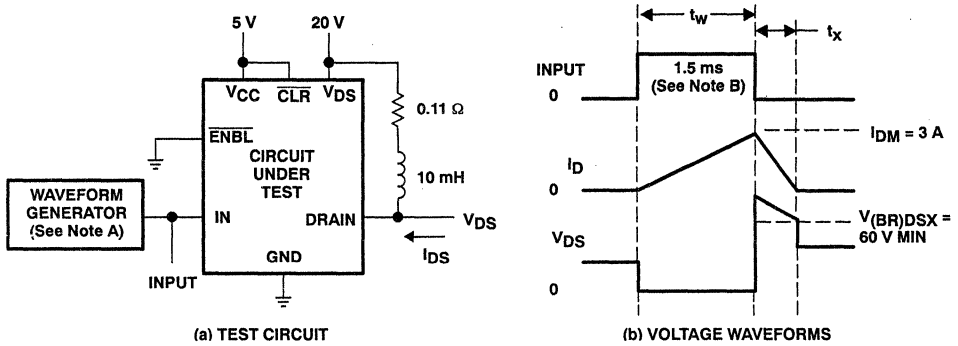 5 V
20 V
VCC
CLR
VDS
0.11 Ω
ENBL
CIRCUIT
UNDER
TEST
10 mH
WAVEFORM
GENERATOR
(See Note A)
IN
DRAIN
VDS
IDS
GND
INPUT
(a) TEST CIRCUIT
tw
tx
INPUT
0
1.5 ms
(See Note B)
IDM = 3 A
ID
0
V(BR)DSX =
60 V MIN
VDS
0
(b) VOLTAGE WAVEFORMS